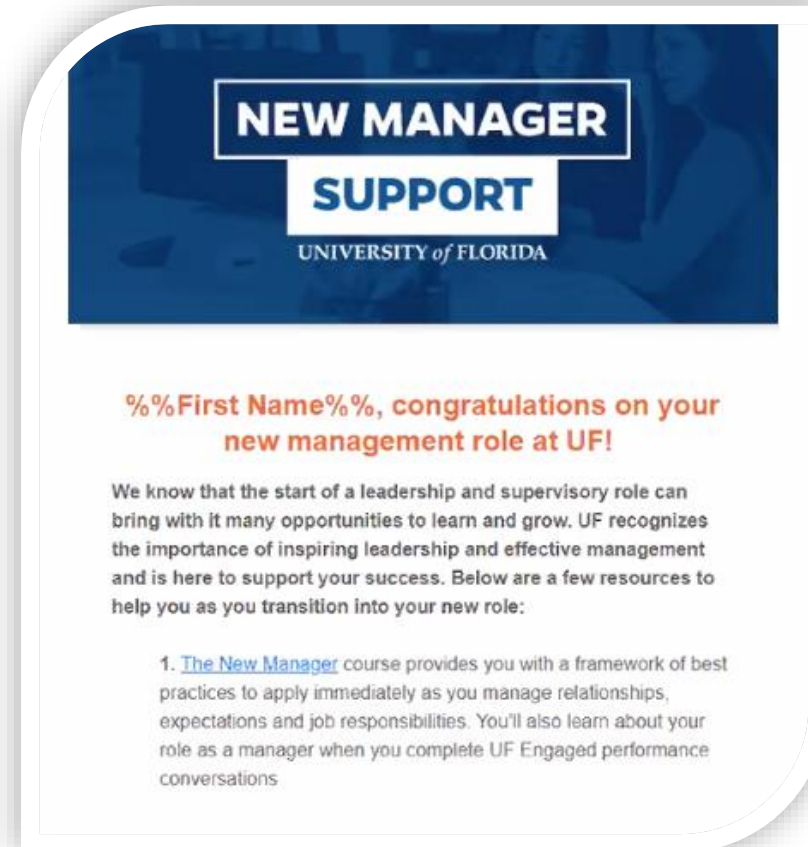 NEW MANAGER
SUPPORT
UNIVERSITY of FLORIDA
%%First Name%%, congratulations on your
new management role at UF!
We know that the start of a leadership and supervisory role can
bring with it many opportunities to learn and grow. UF recognizes
the importance of inspiring leadership and effective management
and is here to support your success. Below are a few resources to
help you as you transition into your new role:
1. The New Manager course provides you with a framework of best
practices to apply immediately as you manage relationships,
expectations and job responsibilities. You'll also learn about your
role as a manager when you complete UF Engaged performance
conversations